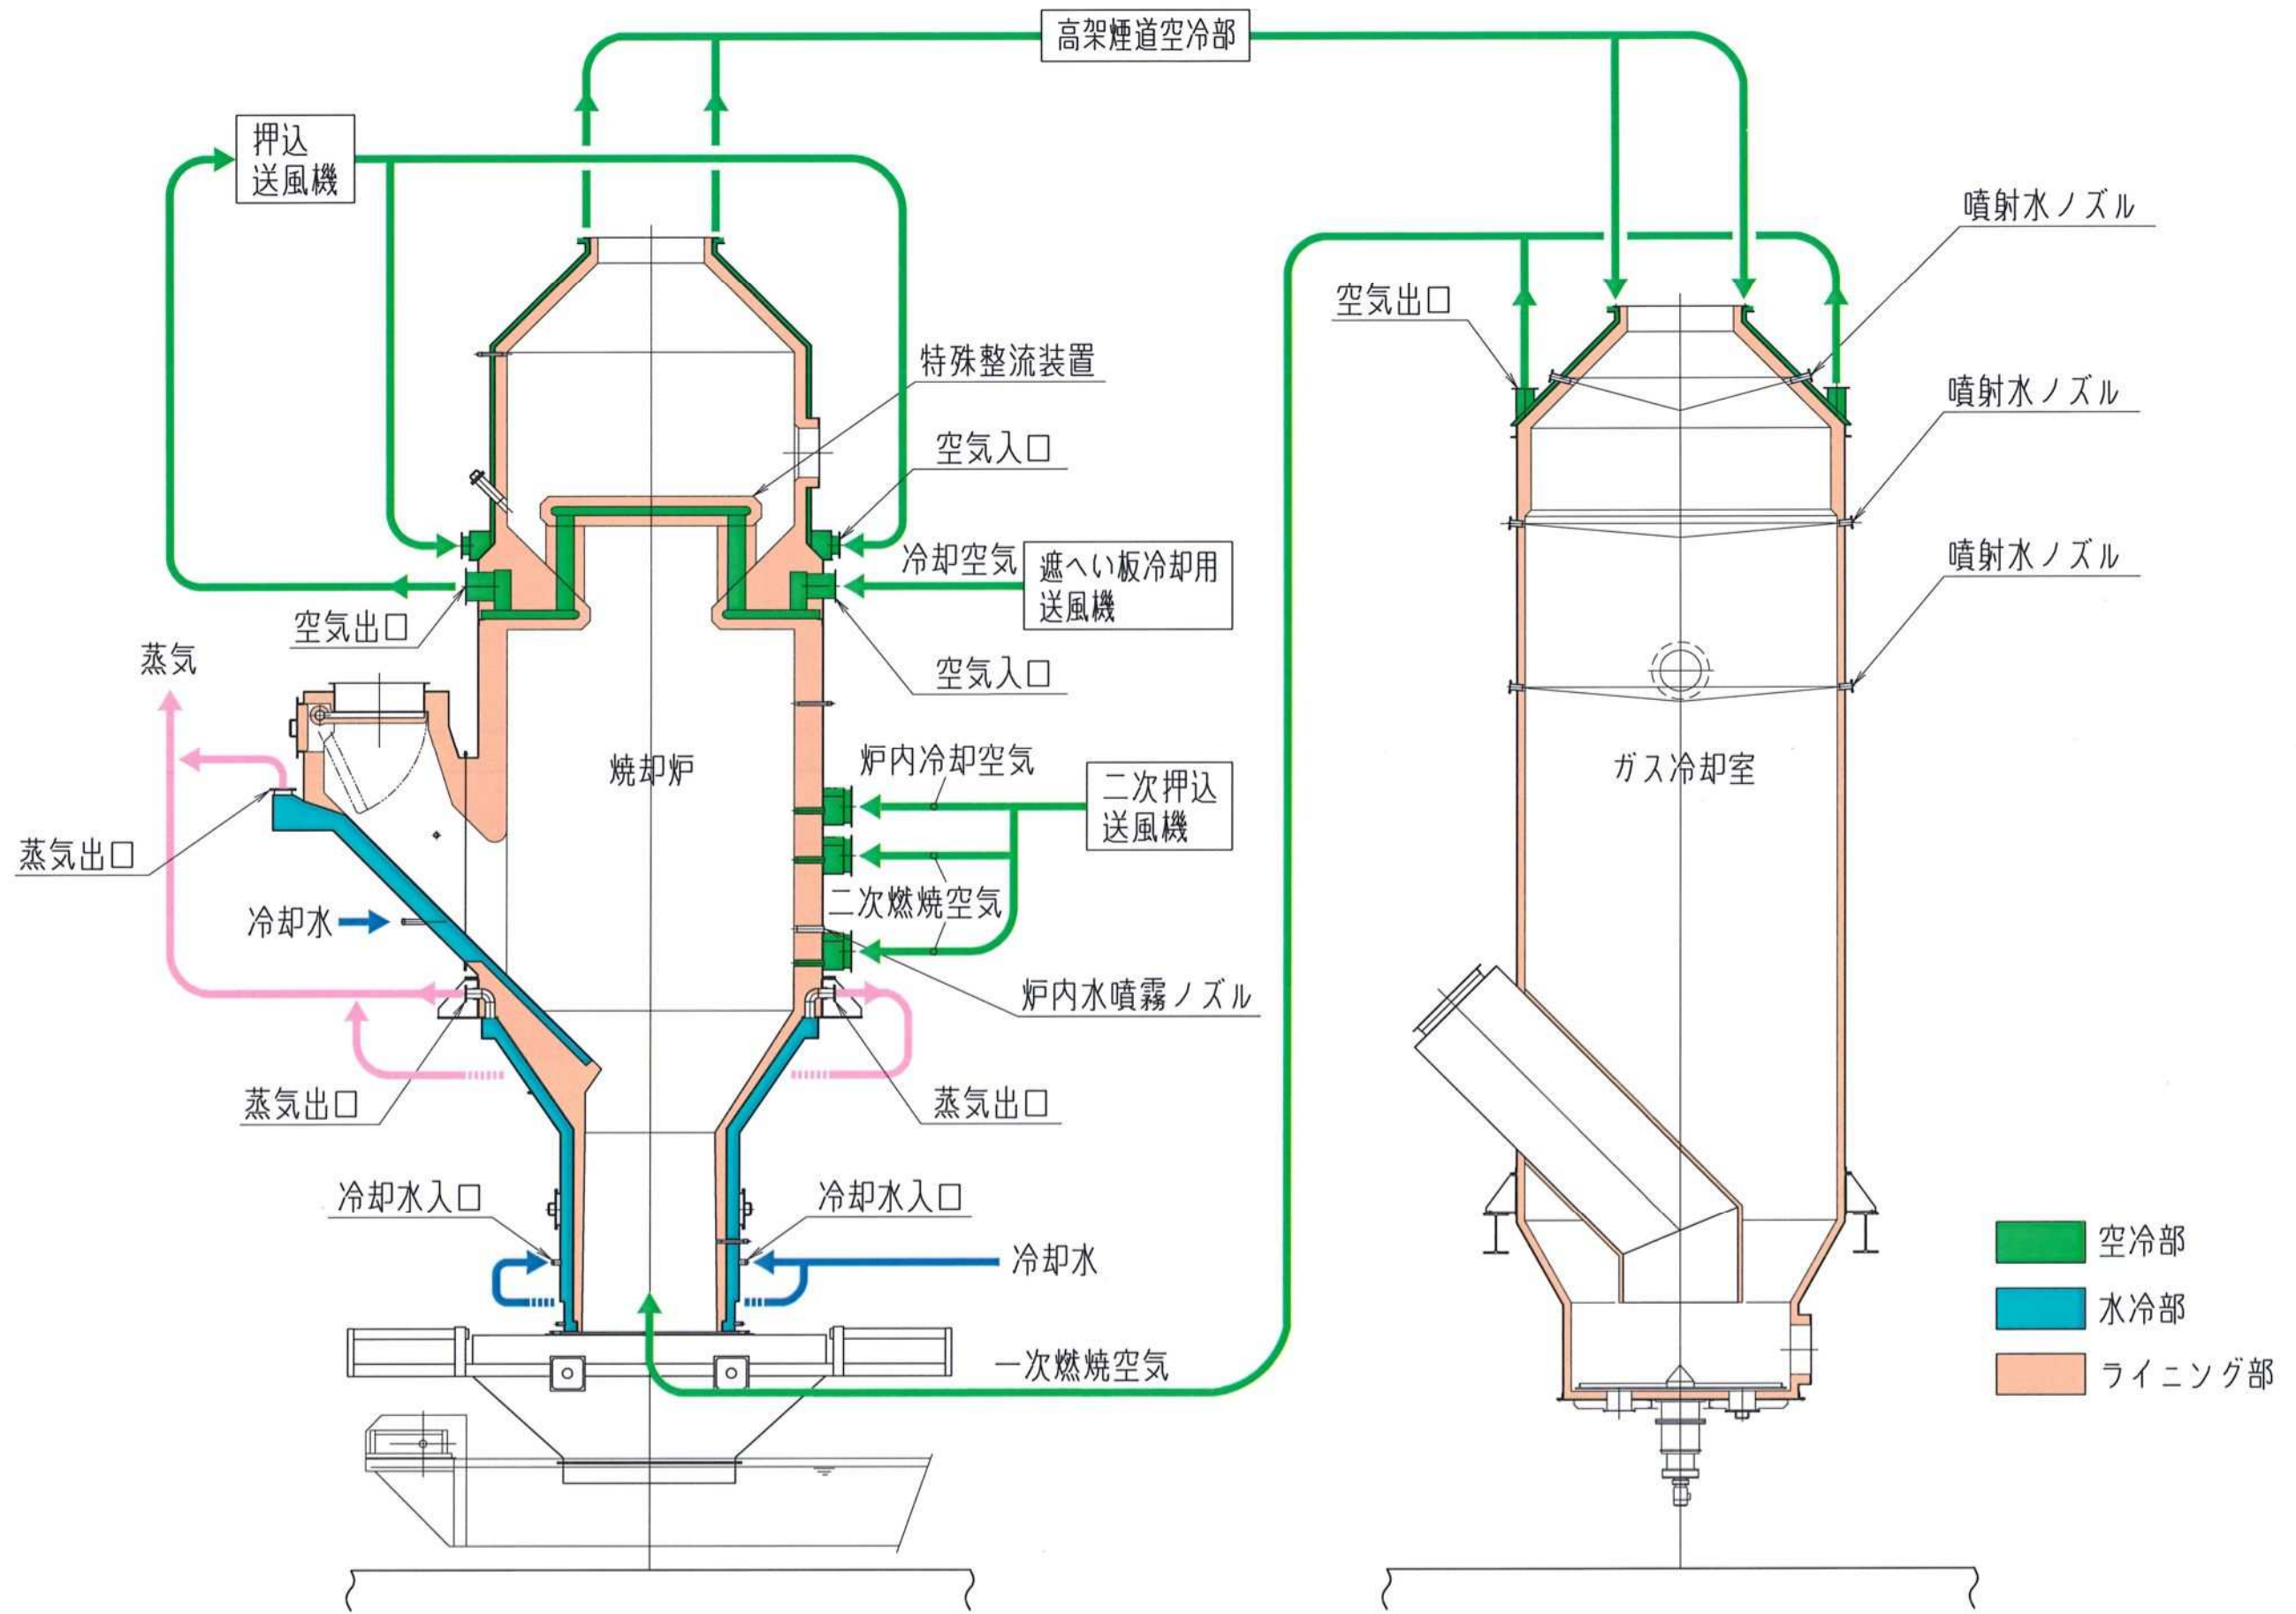 高架煙道空冷部
押込
送風機
噴射水ノズル
空気出口
特殊整流装置
噴射水ノズル
空気入口
冷却空気
遮へい板冷却用
送風機
噴射水ノズル
空気出口
蒸気
空気入口
焼却炉
炉内冷却空気
二次押込
送風機
ガス冷却室
蒸気出口
二次燃焼空気
冷却水
炉内水噴霧ノズル
蒸気出口
蒸気出口
冷却水入口
冷却水入口
冷却水
空冷部
水冷部
一次燃焼空気
ライニング部